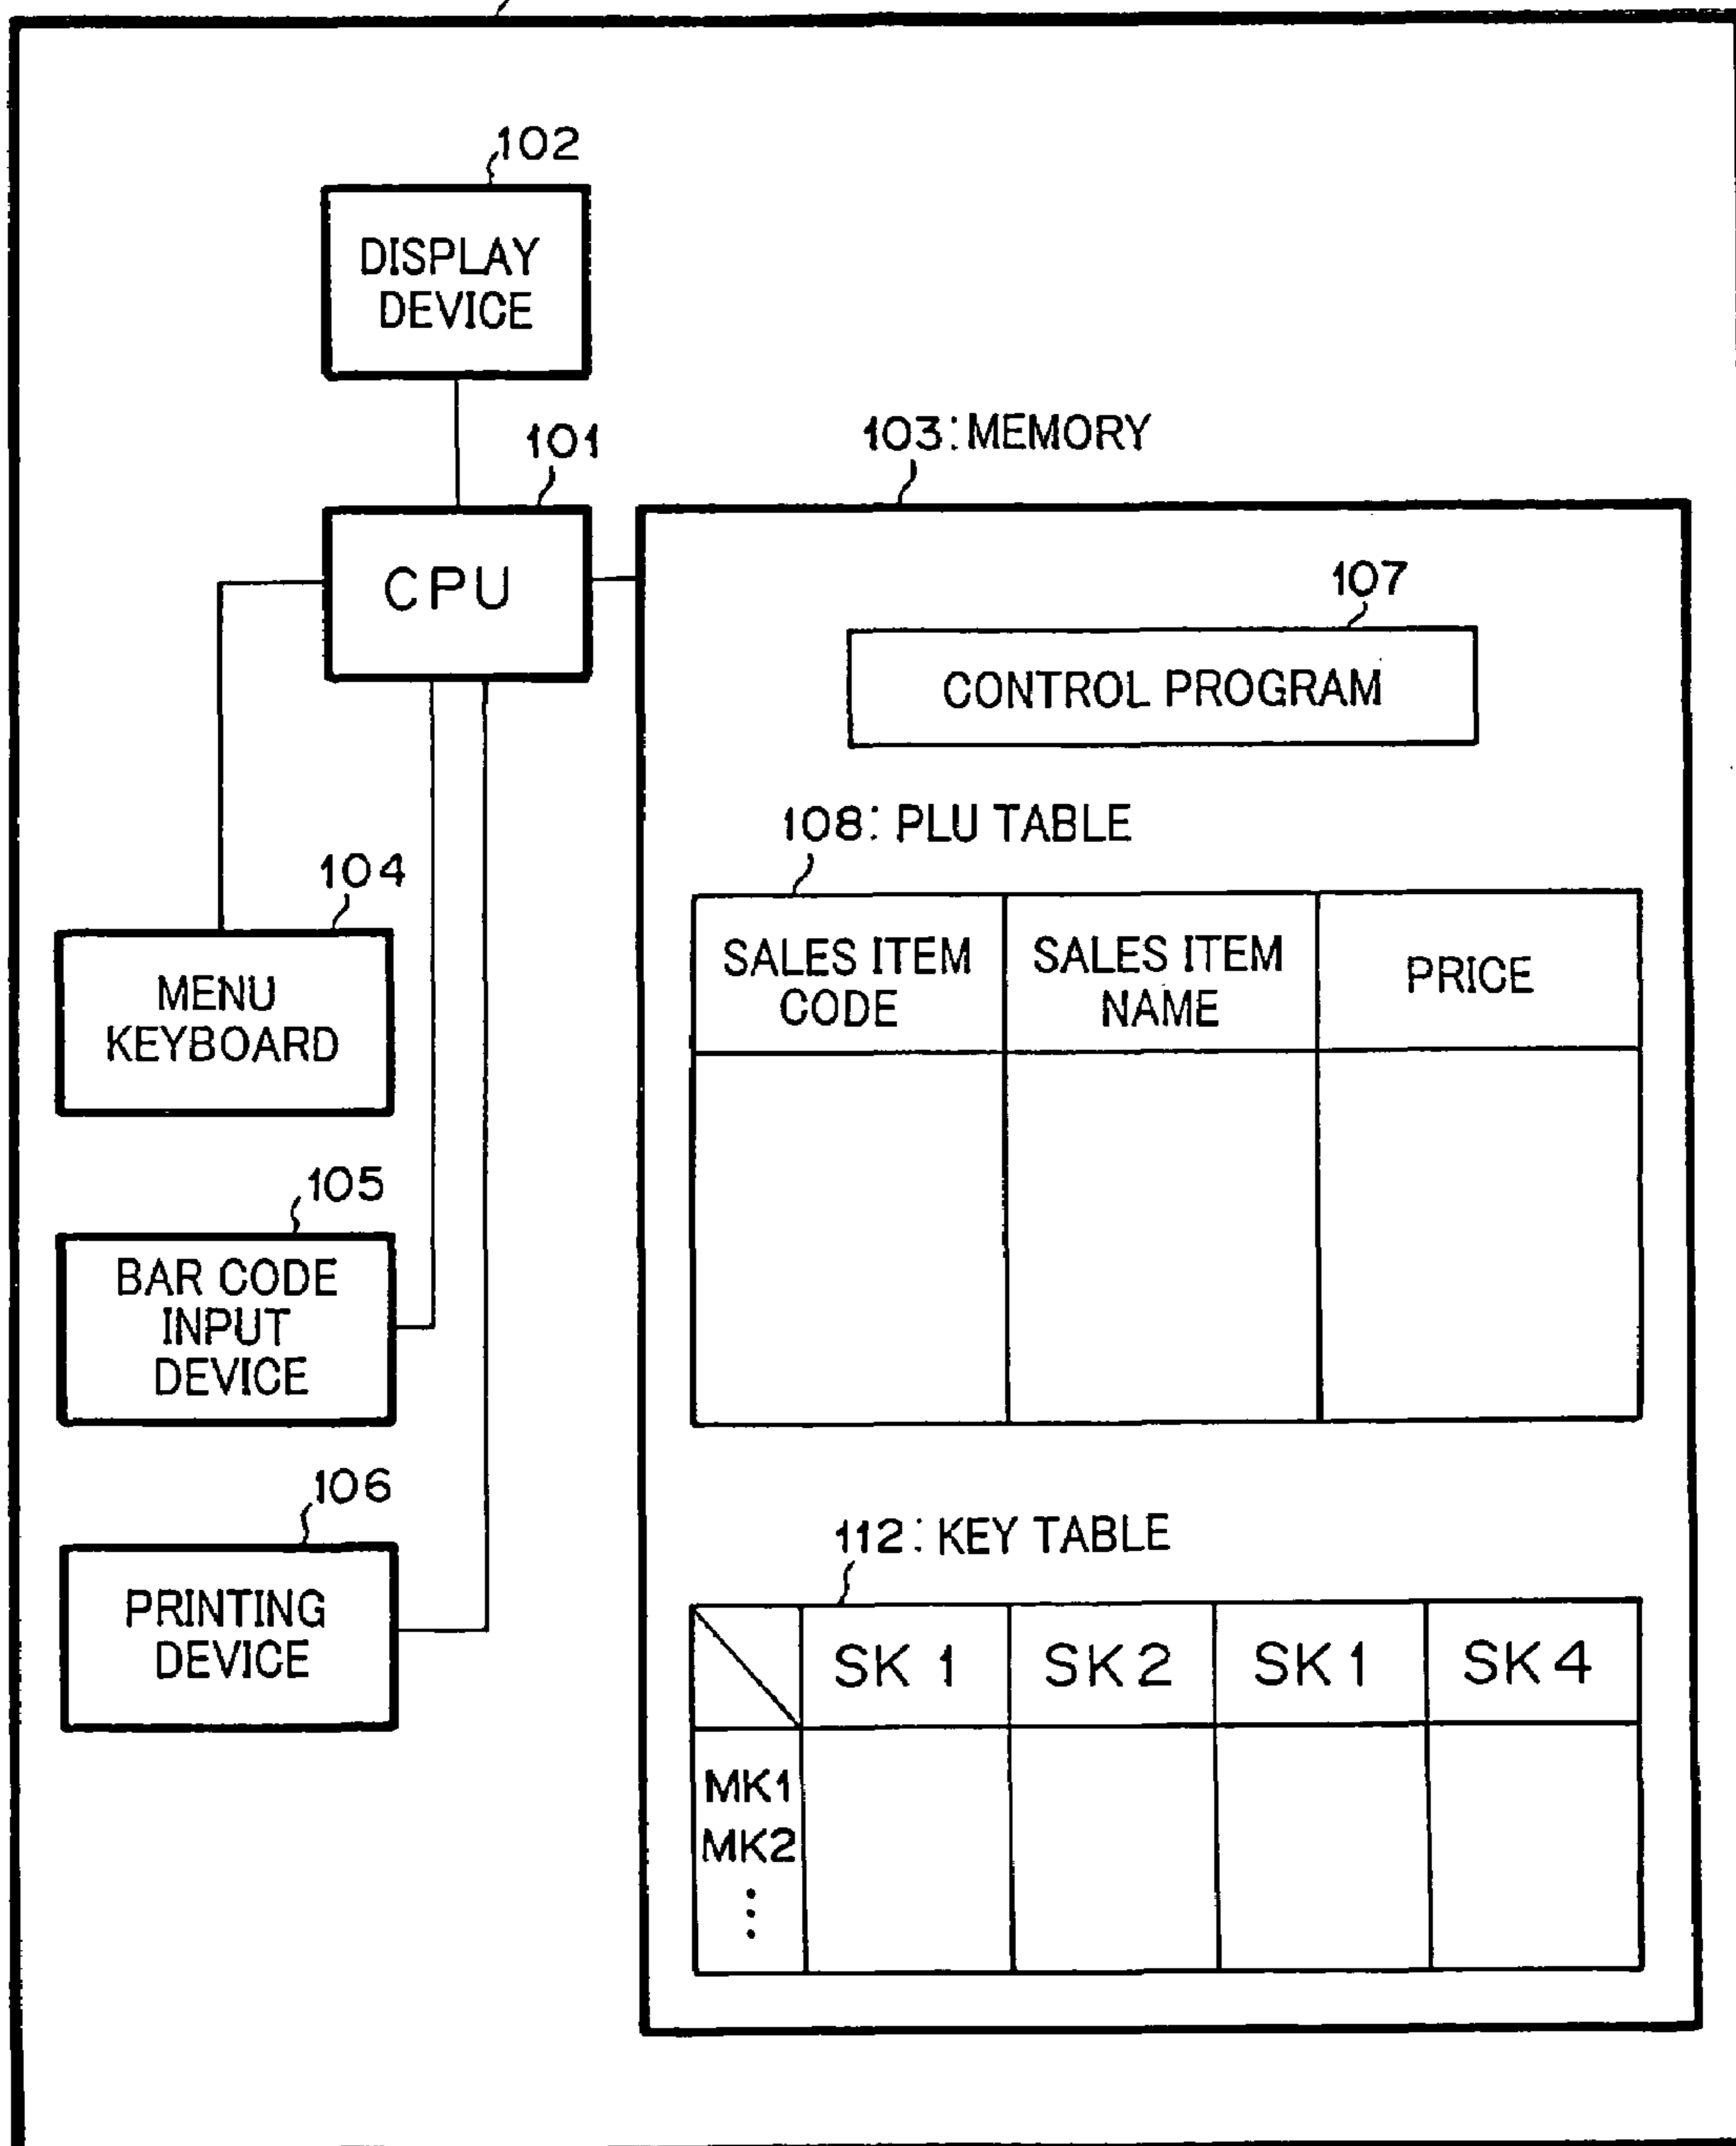 102
DISPLAY
DEVICE
101
CPU
103: MEMORY
107
CONTROL PROGRAM
108: PLU TABLE
SALES ITEM
CODE
SALES ITEM
NAME
PRICE
104
MENU
KEYBOARD
105
BAR CODE
INPUT
DEVICE
106
PRINTING
DEVICE
112: KEY TABLE
SK1
SK2
SK1
SK4
MK1
MK2
⋮